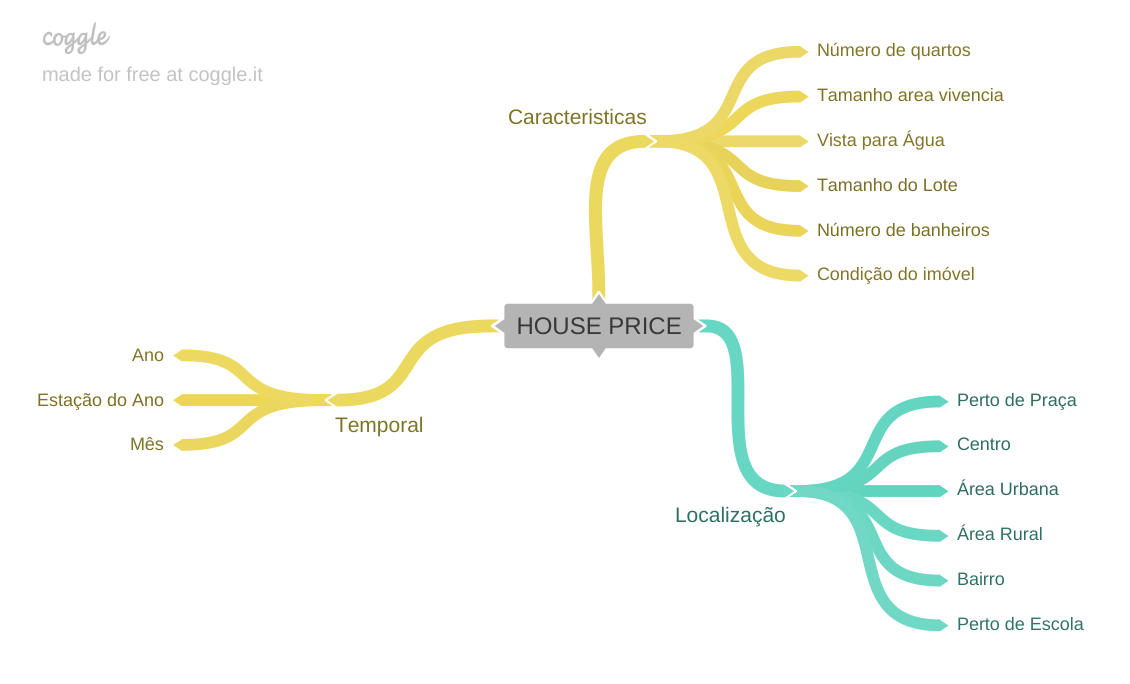 coggle
made for free at coggle.it
Caracteristicas
Número de quartos
Tamanho area vivencia
Vista para Água
Tamanho do Lote
Número de banheiros
Condição do imóvel
HOUSE PRICE
Ano
Estação do Ano
Mês
Temporal
Localização
Perto de Praça
Centro
Área Urbana
Área Rural
Bairro
Perto de Escola